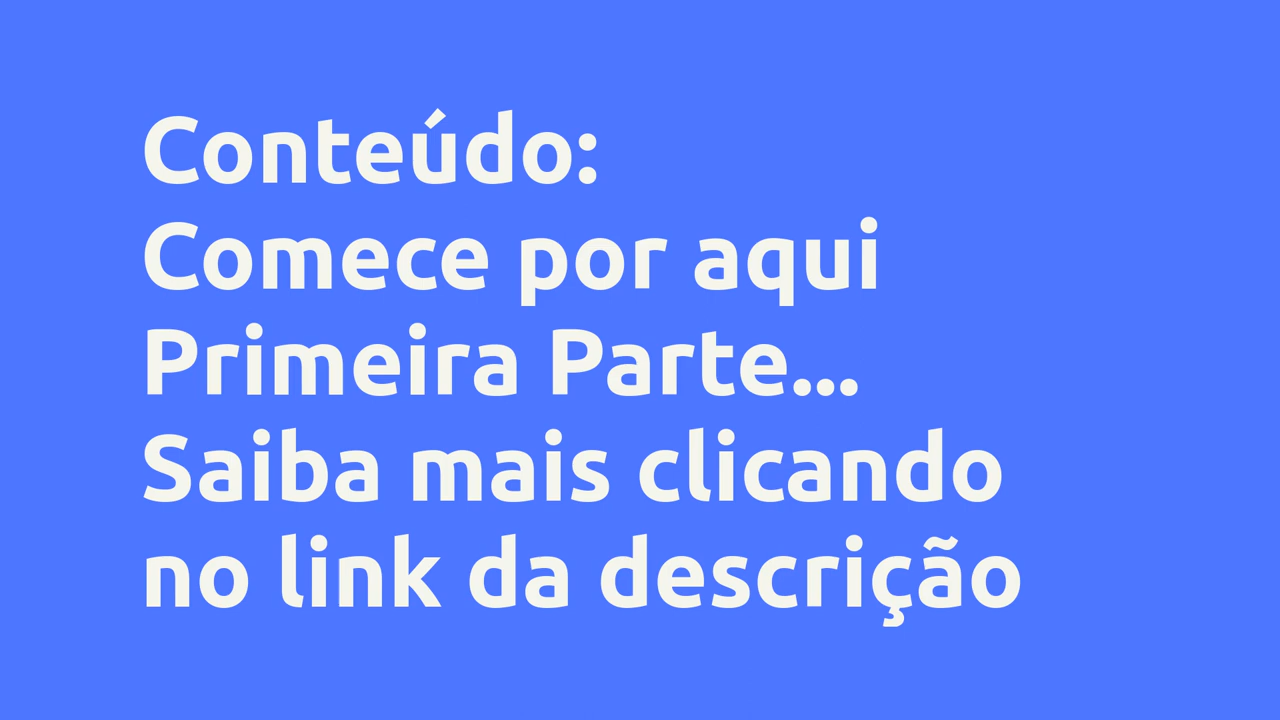 Conteúdo:
Comece por aqui
Primeira Parte...
Saiba mais clicando
no link da descrição